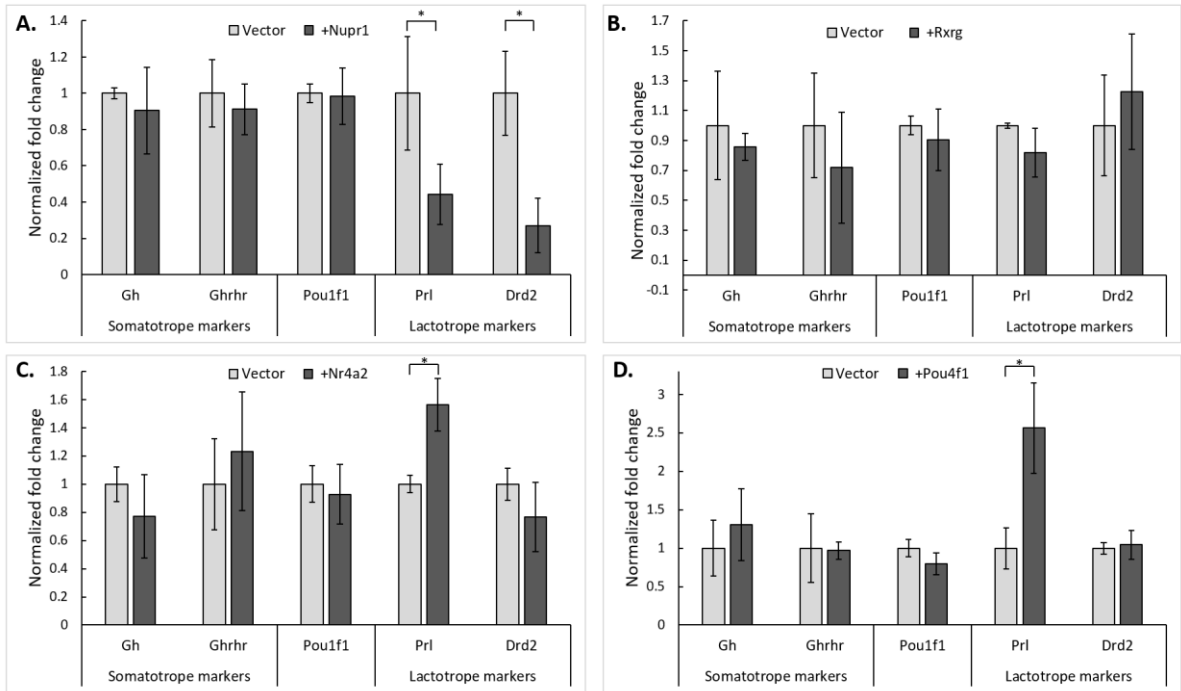 A.
Vector +Nupr1
* *
Normalized fold change
1.4
1.2
1
0.8
0.6
0.4
0.2
0
Gh Ghrhr Pou1f1 Prl Drd2
Somatotrope markers Lactotrope markers
B.
Vector +Rxrg
Normalized fold change
1.7
1.5
1.3
1.1
0.9
0.7
0.5
0.3
0.1
-0.1
Gh Ghrhr Pou1f1 Prl Drd2
Somatotrope markers Lactotrope markers
C.
Vector +Nr4a2
*
Normalized fold change
1.8
1.6
1.4
1.2
1
0.8
0.6
0.4
0.2
0
Gh Ghrhr Pou1f1 Prl Drd2
Somatotrope markers Lactotrope markers
D.
Vector +Pou4f1
*
Normalized fold change
3
2.5
2
1.5
1
0.5
0
Gh Ghrhr Pou1f1 Prl Drd2
Somatotrope markers Lactotrope markers